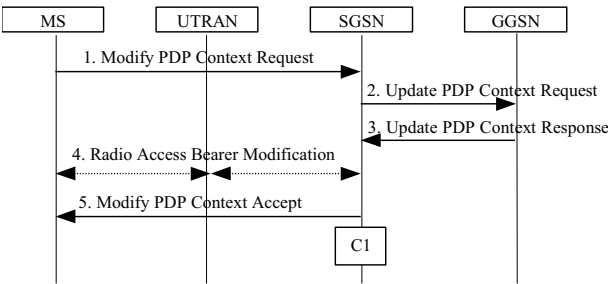 MS UTRAN SGSN GGSN
1. Modify PDP Context Request
2. Update PDP Context Request
3. Update PDP Context Response
4. Radio Access Bearer Modification
5. Modify PDP Context Accept
C1